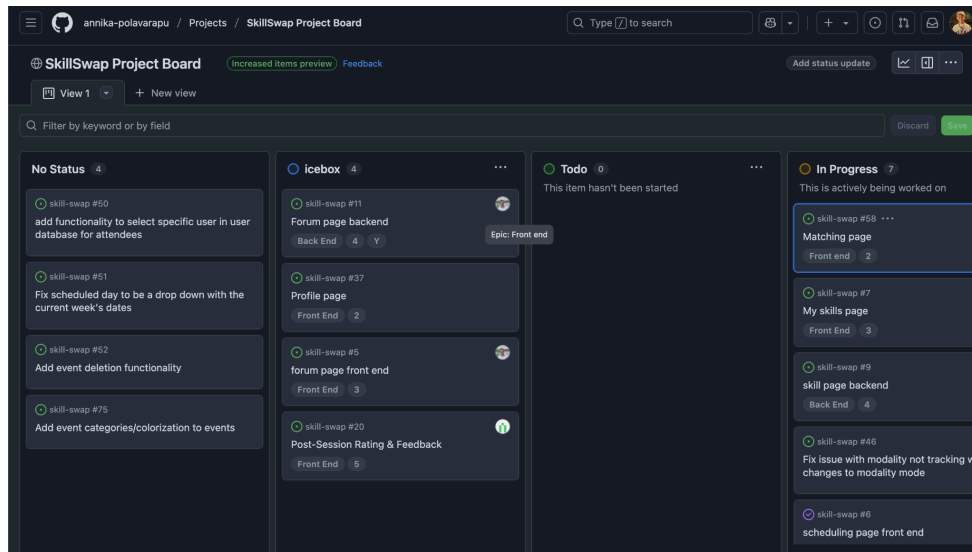 annika-polavarapu / Projects / SkillSwap Project Board
Type / to search
SkillSwap Project Board
Increased items preview
Feedback
Add status update
View 1
+ New view
Filter by keyword or by field
Discard
Save
No Status 4
skill-swap #50
add functionality to select specific user in user
database for attendees
skill-swap #51
Fix scheduled day to be a drop down with the
current week's dates
skill-swap #52
Add event deletion functionality
skill-swap #75
Add event categories/colorization to events
icebox 4
skill-swap #11
Forum page backend
Back End 4 Y
Epic: Front end
skill-swap #37
Profile page
Front End 2
skill-swap #5
forum page front end
Front End 3
skill-swap #20
Post-Session Rating & Feedback
Front End 5
Todo 0
This item hasn't been started
In Progress 7
This is actively being worked on
skill-swap #58
Matching page
Front end 2
skill-swap #7
My skills page
Front End 3
skill-swap #9
skill page backend
Back End 4
skill-swap #46
Fix issue with modality not tracking
changes to modality mode
skill-swap #6
scheduling page front end